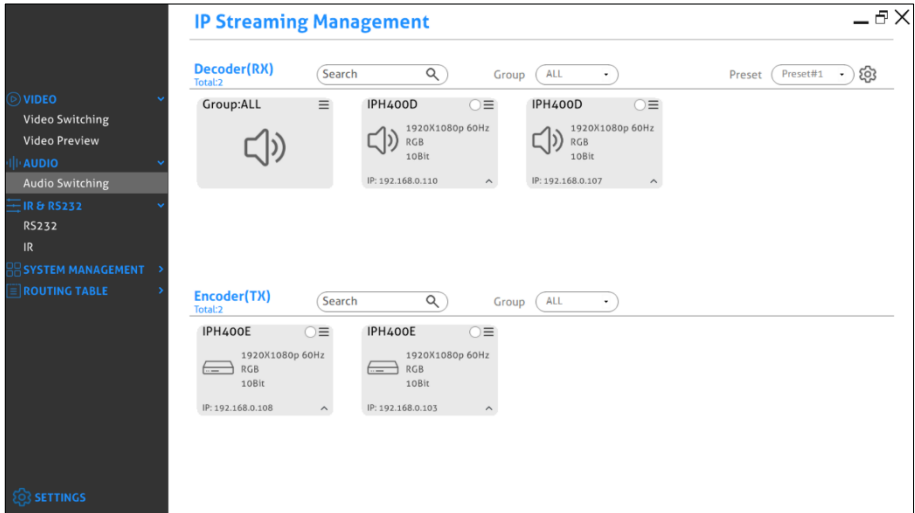 IP Streaming Management
VIDEO
Video Switching
Video Preview
AUDIO
Audio Switching
IR & RS232
RS232
IR
SYSTEM MANAGEMENT
ROUTING TABLE
SETTINGS
Decoder(RX)
Total:2
Search
Group ALL
Preset Preset#1
Group:ALL
IPH400D
1920X1080p 60Hz
RGB
10Bit
IP: 192.168.0.110
IPH400D
1920X1080p 60Hz
RGB
10Bit
IP: 192.168.0.107
Encoder(TX)
Total:2
Search
Group ALL
IPH400E
1920X1080p 60Hz
RGB
10Bit
IP: 192.168.0.108
IPH400E
1920X1080p 60Hz
RGB
10Bit
IP: 192.168.0.103